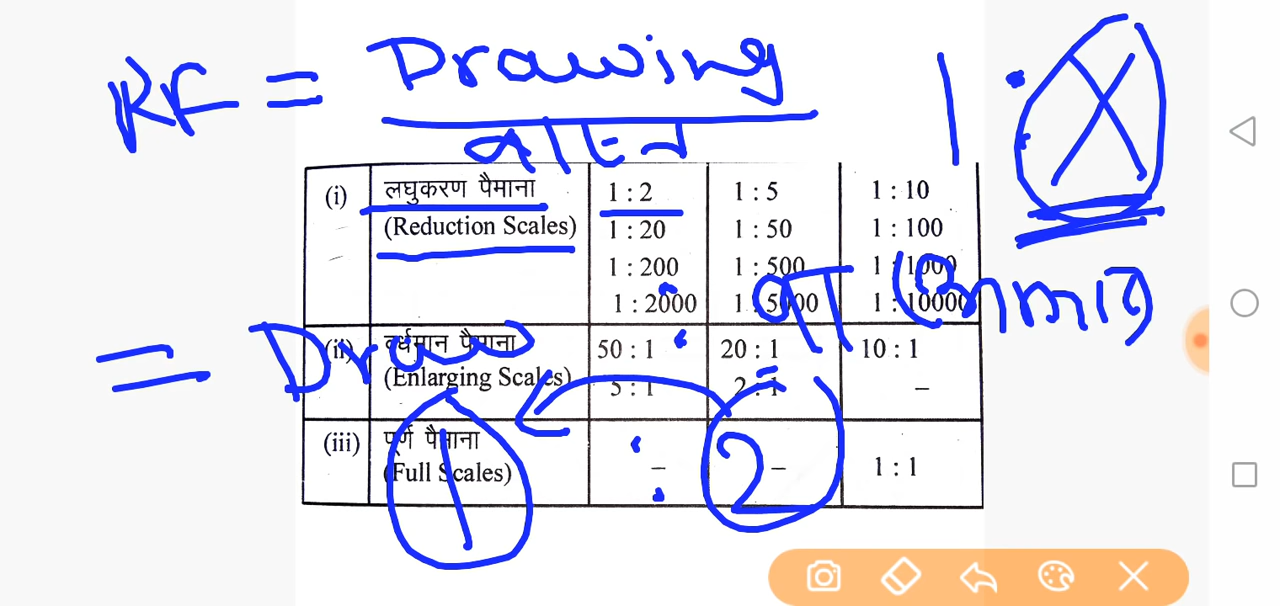 RF = Drawing
1 : X
(i) लघुकरण पैमाना 1 : 2 1 : 5 1 : 10
(Reduction Scales) 1 : 20 1 : 50 1 : 100
1 : 200 1 : 500 1 : 1000
1 : 2000 1 : 5000 1 : 10000
(ii) वर्धमान पैमाना 50 : 1 20 : 1 10 : 1
(Enlarging Scales) 5 : 1 2 : 1 –
= Draw
(iii) पूर्ण पैमाना
(Full Scales) – – 1 : 1
1 : 2